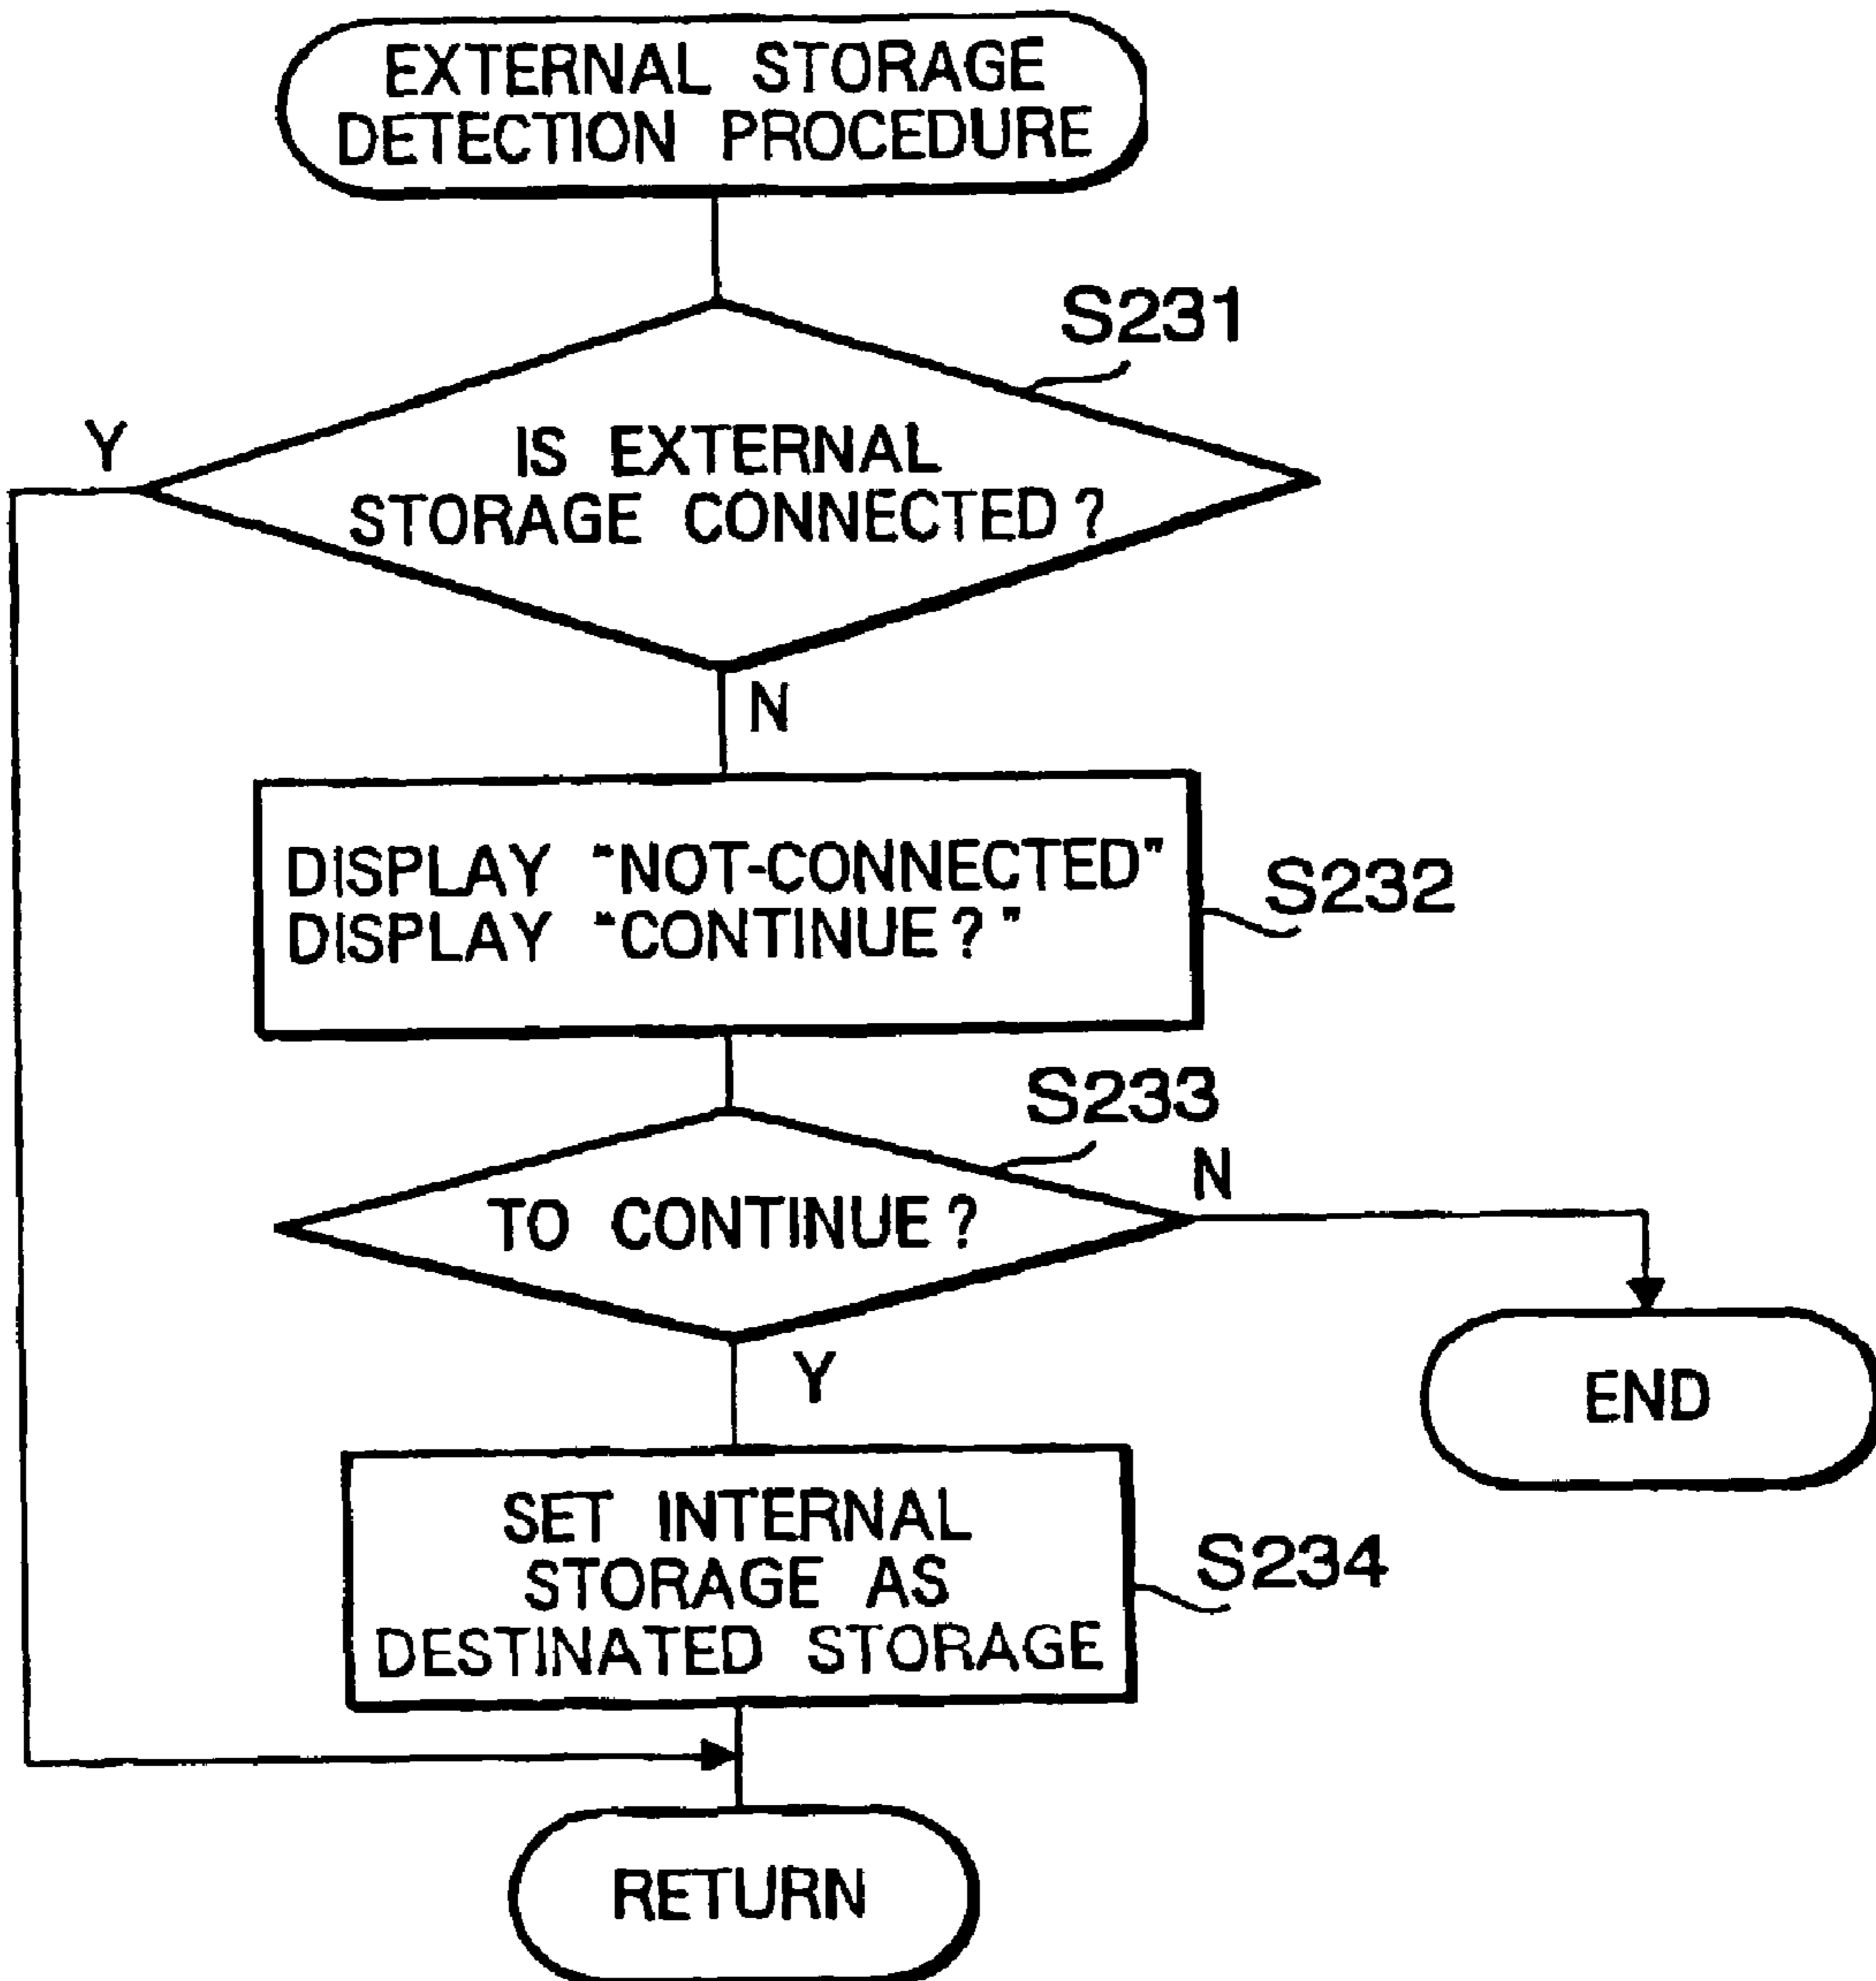 EXTERNAL STORAGE
DETECTION PROCEDURE
S231
Y
IS EXTERNAL
STORAGE CONNECTED?
N
DISPLAY "NOT-CONNECTED"
DISPLAY "CONTINUE?"
S232
S233
N
TO CONTINUE?
Y
END
SET INTERNAL
STORAGE AS
DESTINATED STORAGE
S234
RETURN